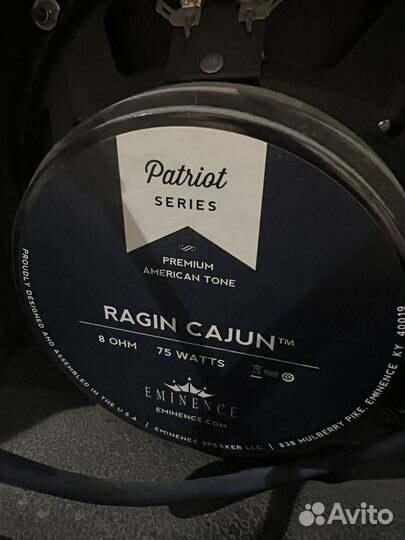 Patriot
SERIES
PREMIUM
AMERICAN TONE
RAGIN CAJUN™
8 OHM 75 WATTS
EMINENCE
EMINENCE.COM
PROUDLY DESIGNED AND ASSEMBLED IN THE U.S.A. | EMINENCE SPEAKER LLC | 838 MULBERRY PIKE, EMINENCE KY 40019
Avito